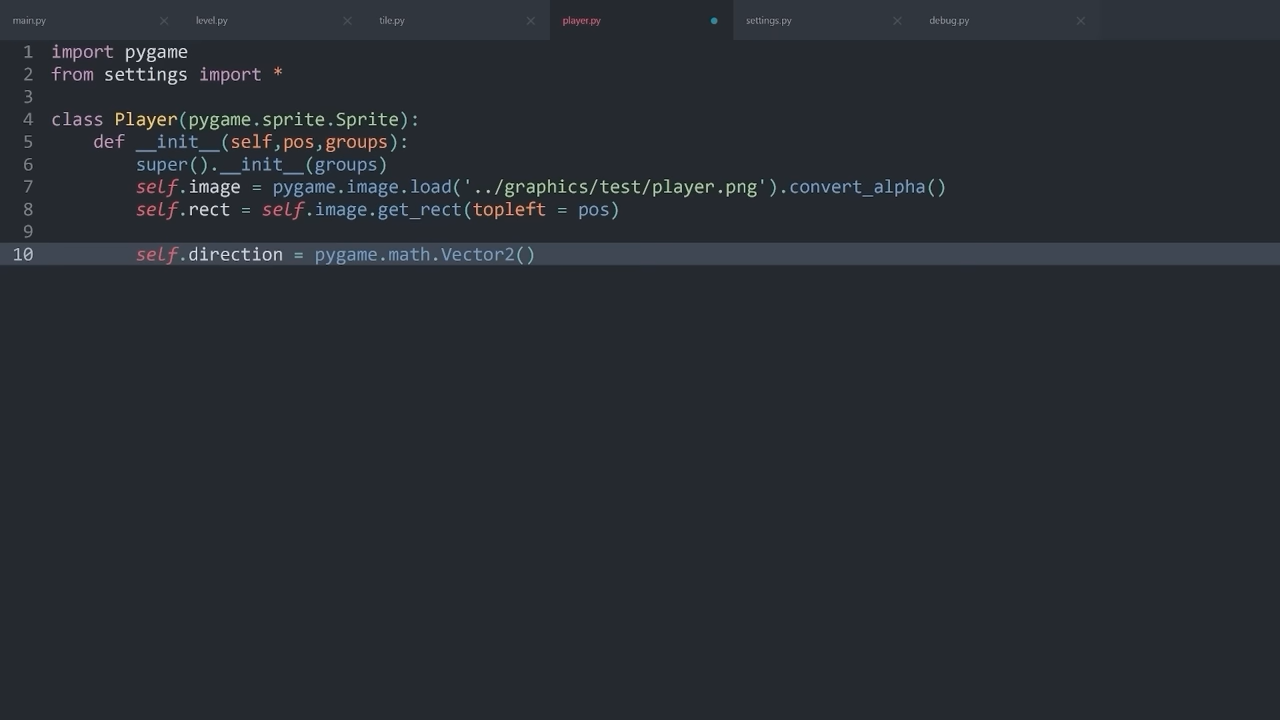 main.py level.py tile.py player.py settings.py debug.py
1 import pygame
2 from settings import *
3
4 class Player(pygame.sprite.Sprite):
5     def __init__(self,pos,groups):
6         super().__init__(groups)
7         self.image = pygame.image.load('../graphics/test/player.png').convert_alpha()
8         self.rect = self.image.get_rect(topleft = pos)
9
10         self.direction = pygame.math.Vector2()